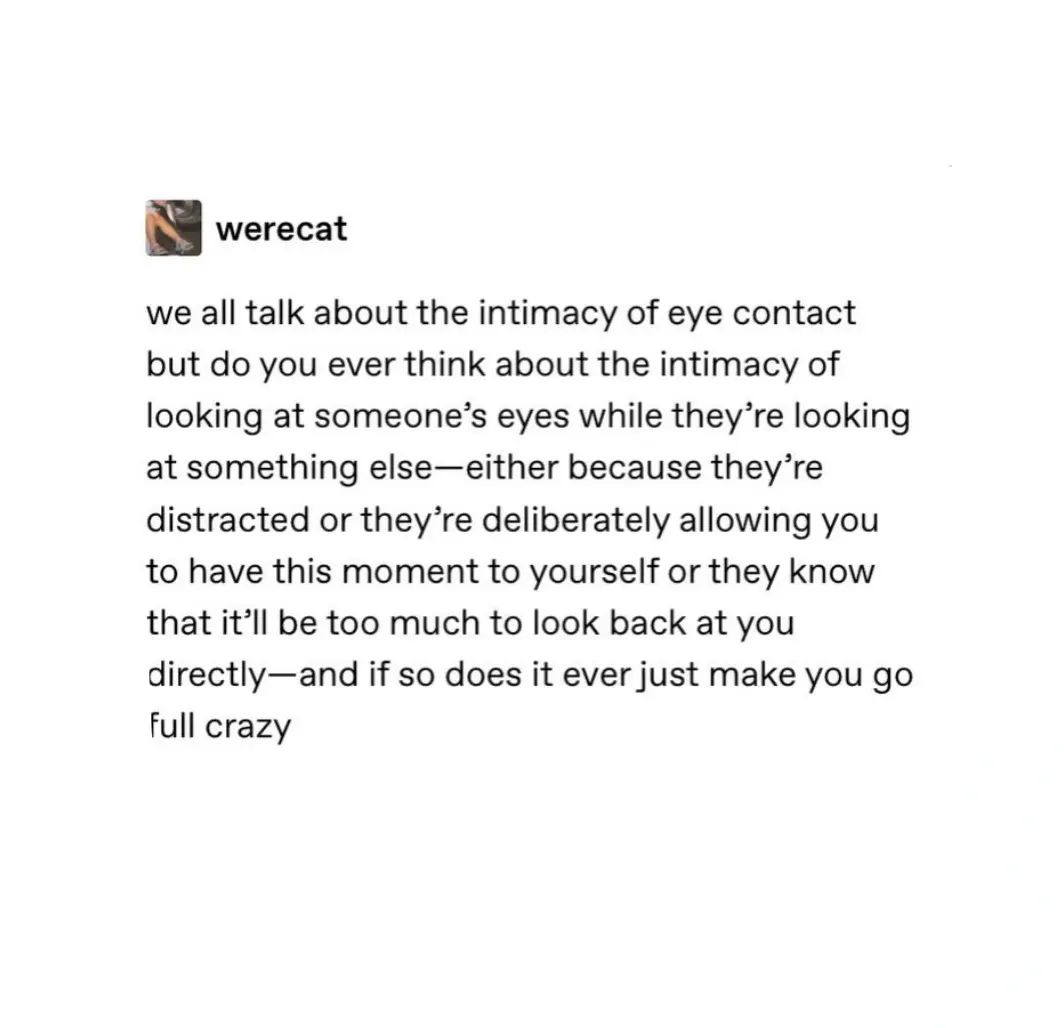 werecat
we all talk about the intimacy of eye contact
but do you ever think about the intimacy of
looking at someone’s eyes while they’re looking
at something else—either because they’re
distracted or they’re deliberately allowing you
to have this moment to yourself or they know
that it’ll be too much to look back at you
directly—and if so does it ever just make you go
full crazy